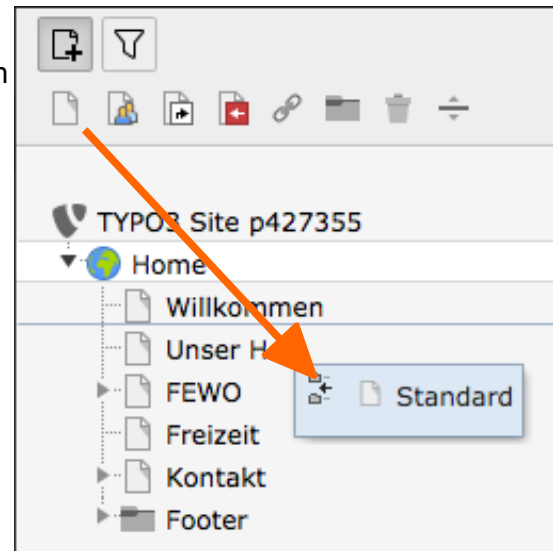 n
TYPO3 Site p427355
Home
Willkommen
Unser H
FEWO
Standard
Freizeit
Kontakt
Footer